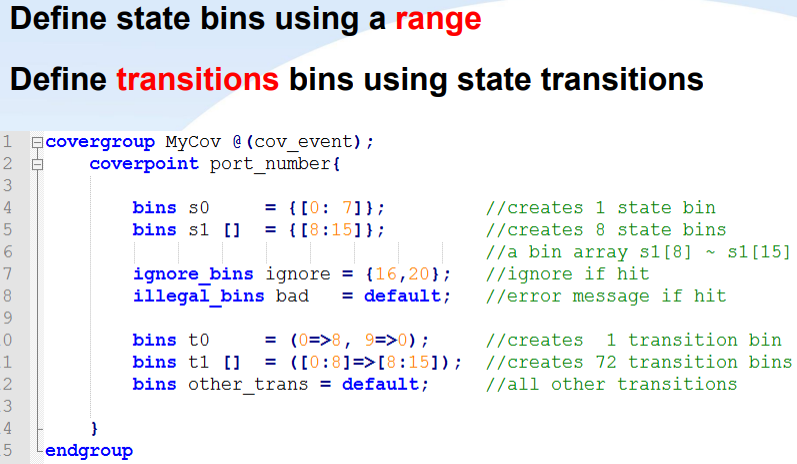 Define state bins using a range
Define transitions bins using state transitions
1 covergroup MyCov @(cov_event);
2 coverpoint port_number{
3
4 bins s0 = {[0: 7]}; //creates 1 state bin
5 bins s1 [] = {[8:15]}; //creates 8 state bins
6 //a bin array s1[8] ~ s1[15]
7 ignore_bins ignore = {16,20}; //ignore if hit
8 illegal_bins bad = default; //error message if hit
9
0 bins t0 = (0=>8, 9=>0); //creates 1 transition bin
1 bins t1 [] = ([0:8]=>[8:15]); //creates 72 transition bins
2 bins other_trans = default; //all other transitions
3
4 }
5 endgroup